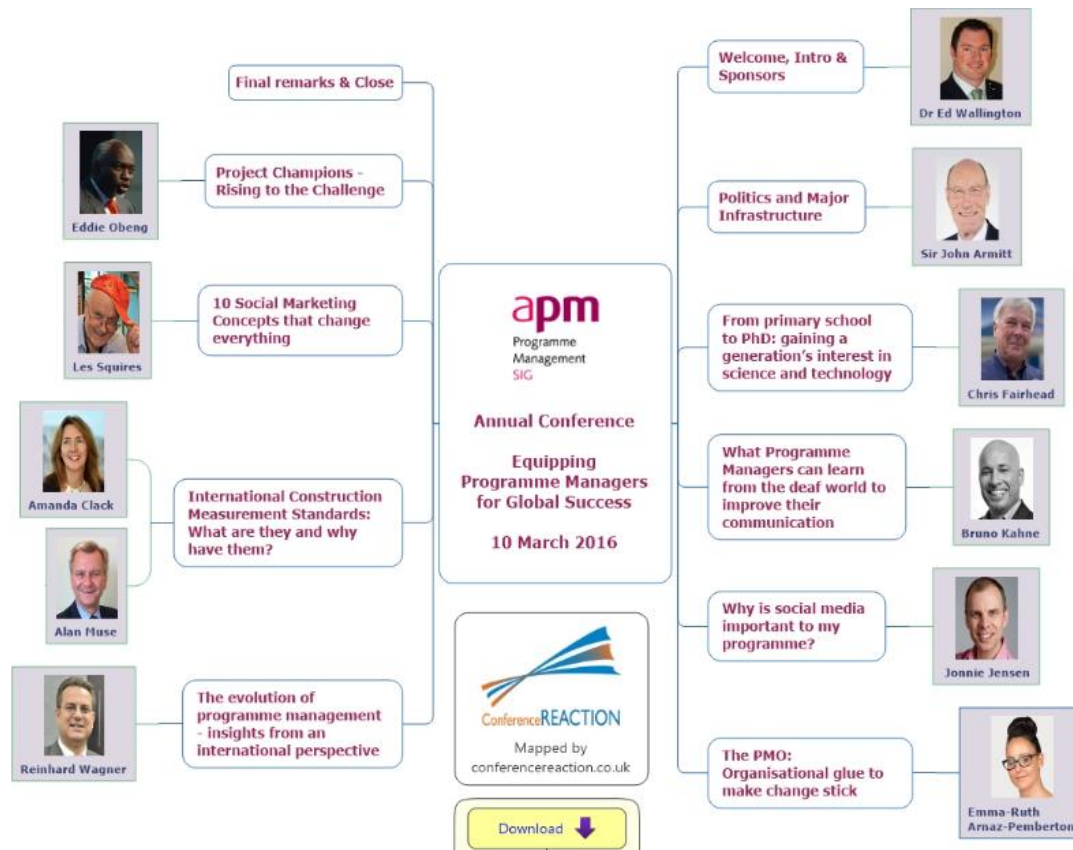 Final remarks & Close
Project Champions -
Rising to the Challenge
Eddie Obeng
10 Social Marketing
Concepts that change
everything
Les Squires
International Construction
Measurement Standards:
What are they and why
have them?
Amanda Clack
Alan Muse
The evolution of
programme management
- insights from an
international perspective
Reinhard Wagner
apm
Programme
Management
SIG
Annual Conference
Equipping
Programme Managers
for Global Success
10 March 2016
ConferenceREACTION
Mapped by
conferencereaction.co.uk
Download
Welcome, Intro &
Sponsors
Dr Ed Wallington
Politics and Major
Infrastructure
Sir John Armitt
From primary school
to PhD: gaining a
generation's interest in
science and technology
Chris Fairhead
What Programme
Managers can learn
from the deaf world to
improve their
communication
Bruno Kahne
Why is social media
important to my
programme?
Jonnie Jensen
The PMO:
Organisational glue to
make change stick
Emma-Ruth
Arnaz-Pemberton